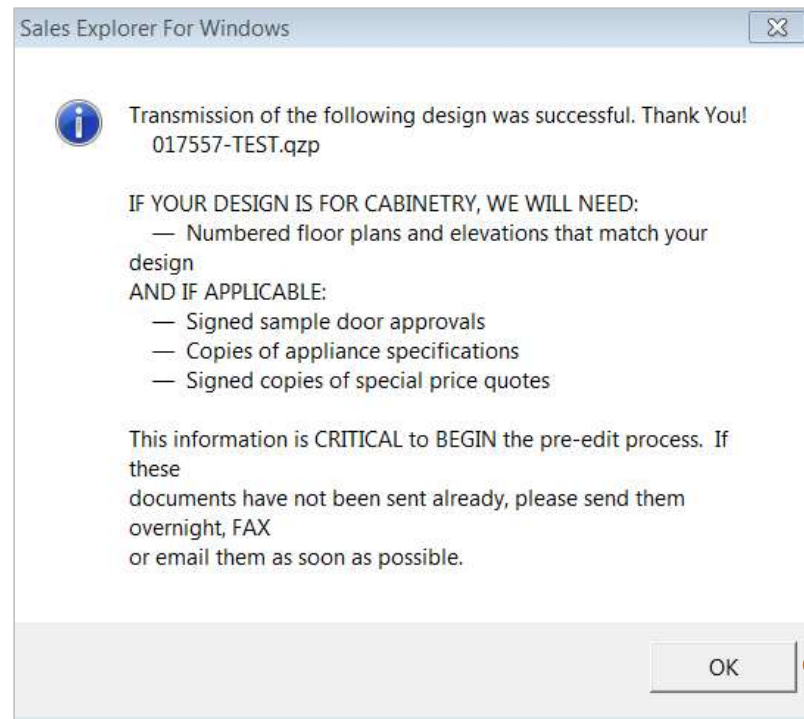 Sales Explorer For Windows
Transmission of the following design was successful. Thank You!
017557-TEST.qzp
IF YOUR DESIGN IS FOR CABINETRY, WE WILL NEED:
— Numbered floor plans and elevations that match your
design
AND IF APPLICABLE:
— Signed sample door approvals
— Copies of appliance specifications
— Signed copies of special price quotes
This information is CRITICAL to BEGIN the pre-edit process. If
these
documents have not been sent already, please send them
overnight, FAX
or email them as soon as possible.
OK